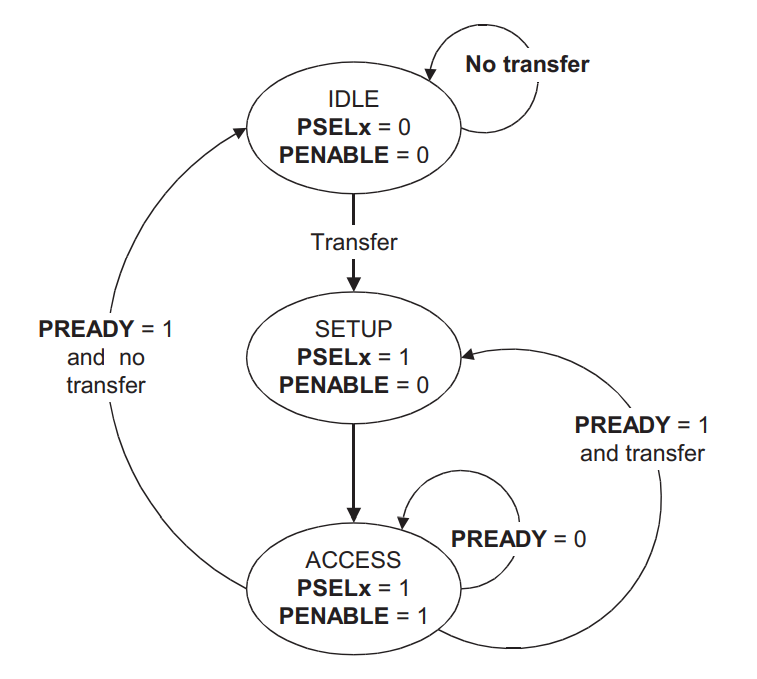 No transfer
IDLE
PSELx = 0
PENABLE = 0
Transfer
SETUP
PSELx = 1
PENABLE = 0
PREADY = 1
and no
transfer
PREADY = 1
and transfer
PREADY = 0
ACCESS
PSELx = 1
PENABLE = 1